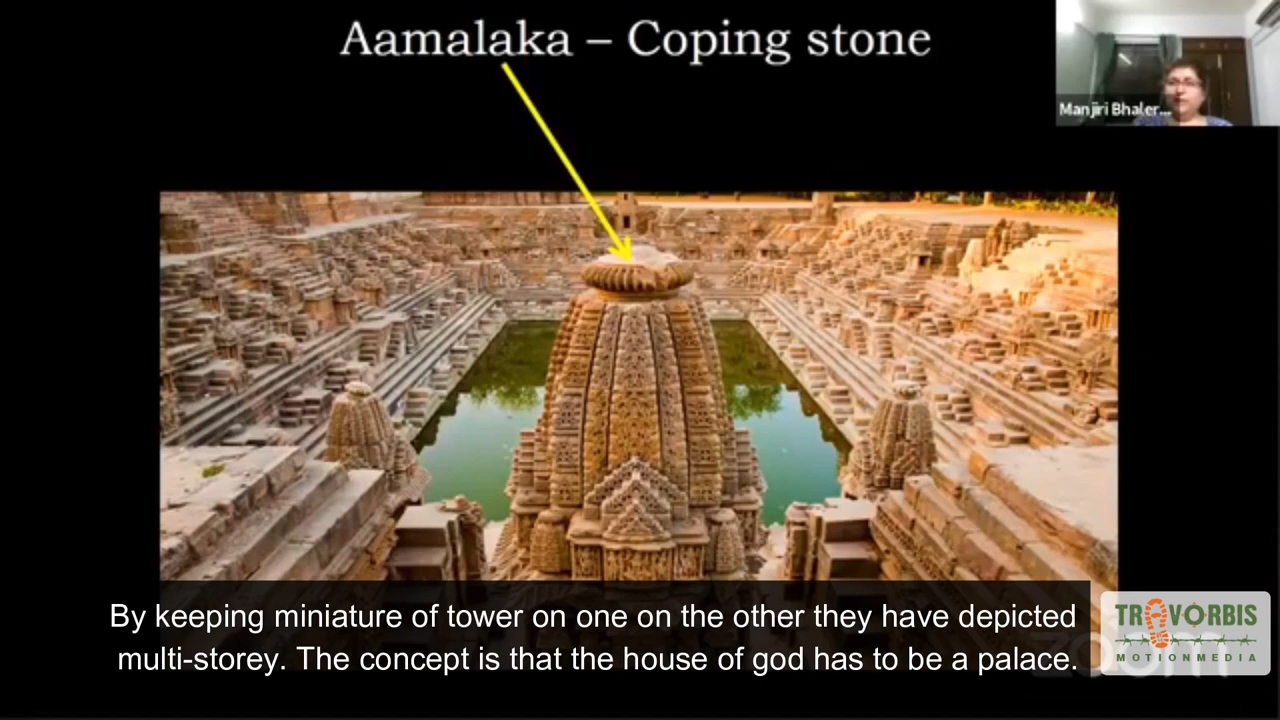 Aamalaka – Coping stone
Manjiri Bhaler...
By keeping miniature of tower on one on the other they have depicted
multi-storey. The concept is that the house of god has to be a palace.
TRAVORBIS
MOTIONMEDIA
zoom